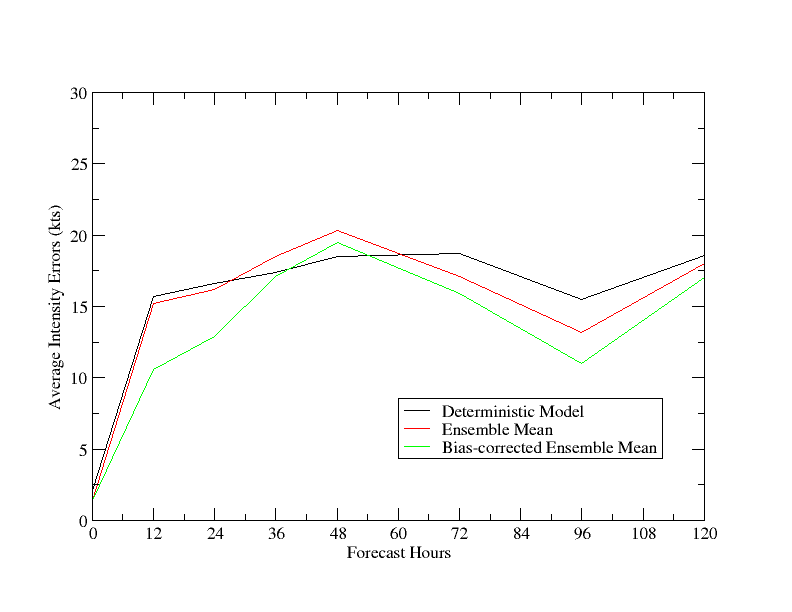 30
25
20
15
10
5
0
Average Intensity Errors (kts)
Deterministic Model
Ensemble Mean
Bias-corrected Ensemble Mean
0 12 24 36 48 60 72 84 96 108 120
Forecast Hours